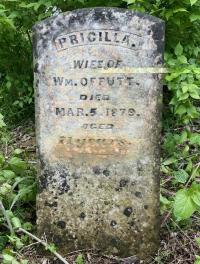 PRICILLA.
WIFE OF
WM. OFFUTT.
DIED
MAR. 5. 1879.
AGED